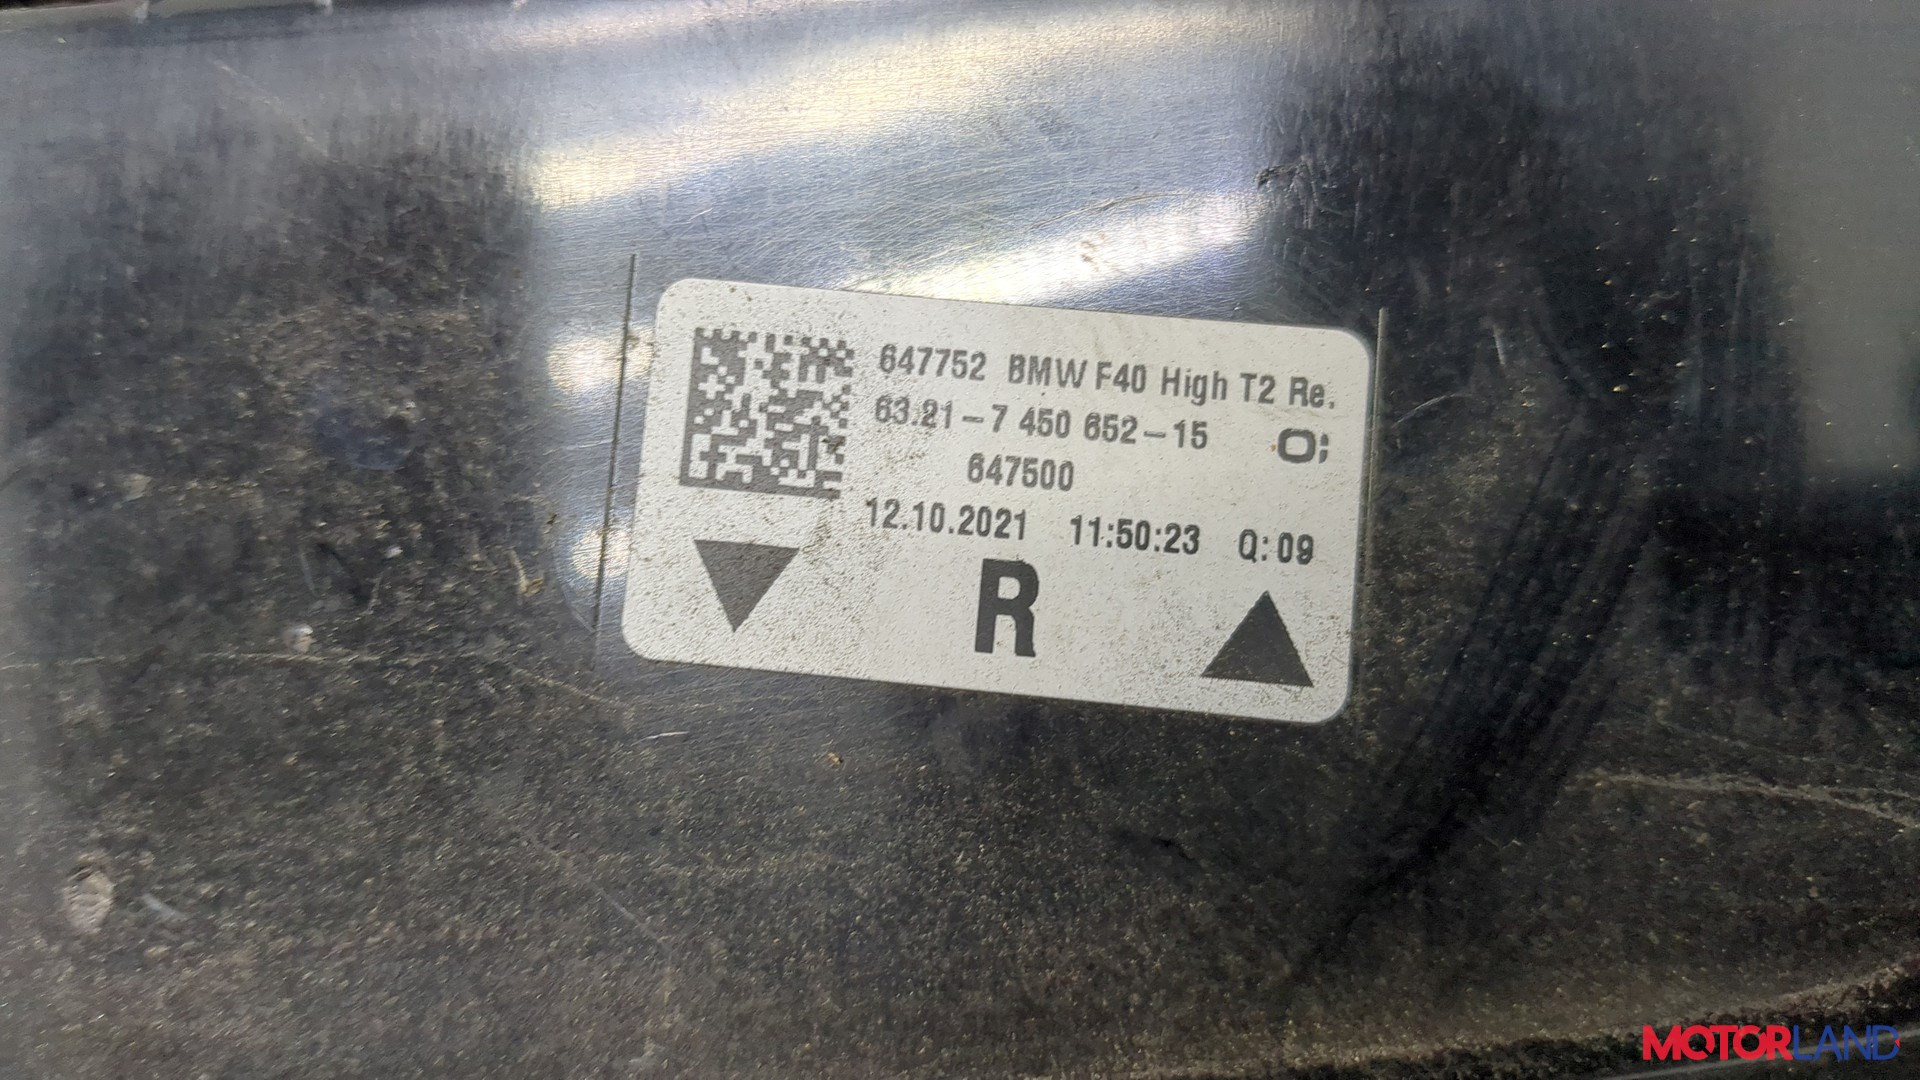 647752 BMW F40 High T2 Re.
63.21-7 450 652-15 O;
647500
12.10.2021 11:50:23 Q:09
R
MOTORLAND